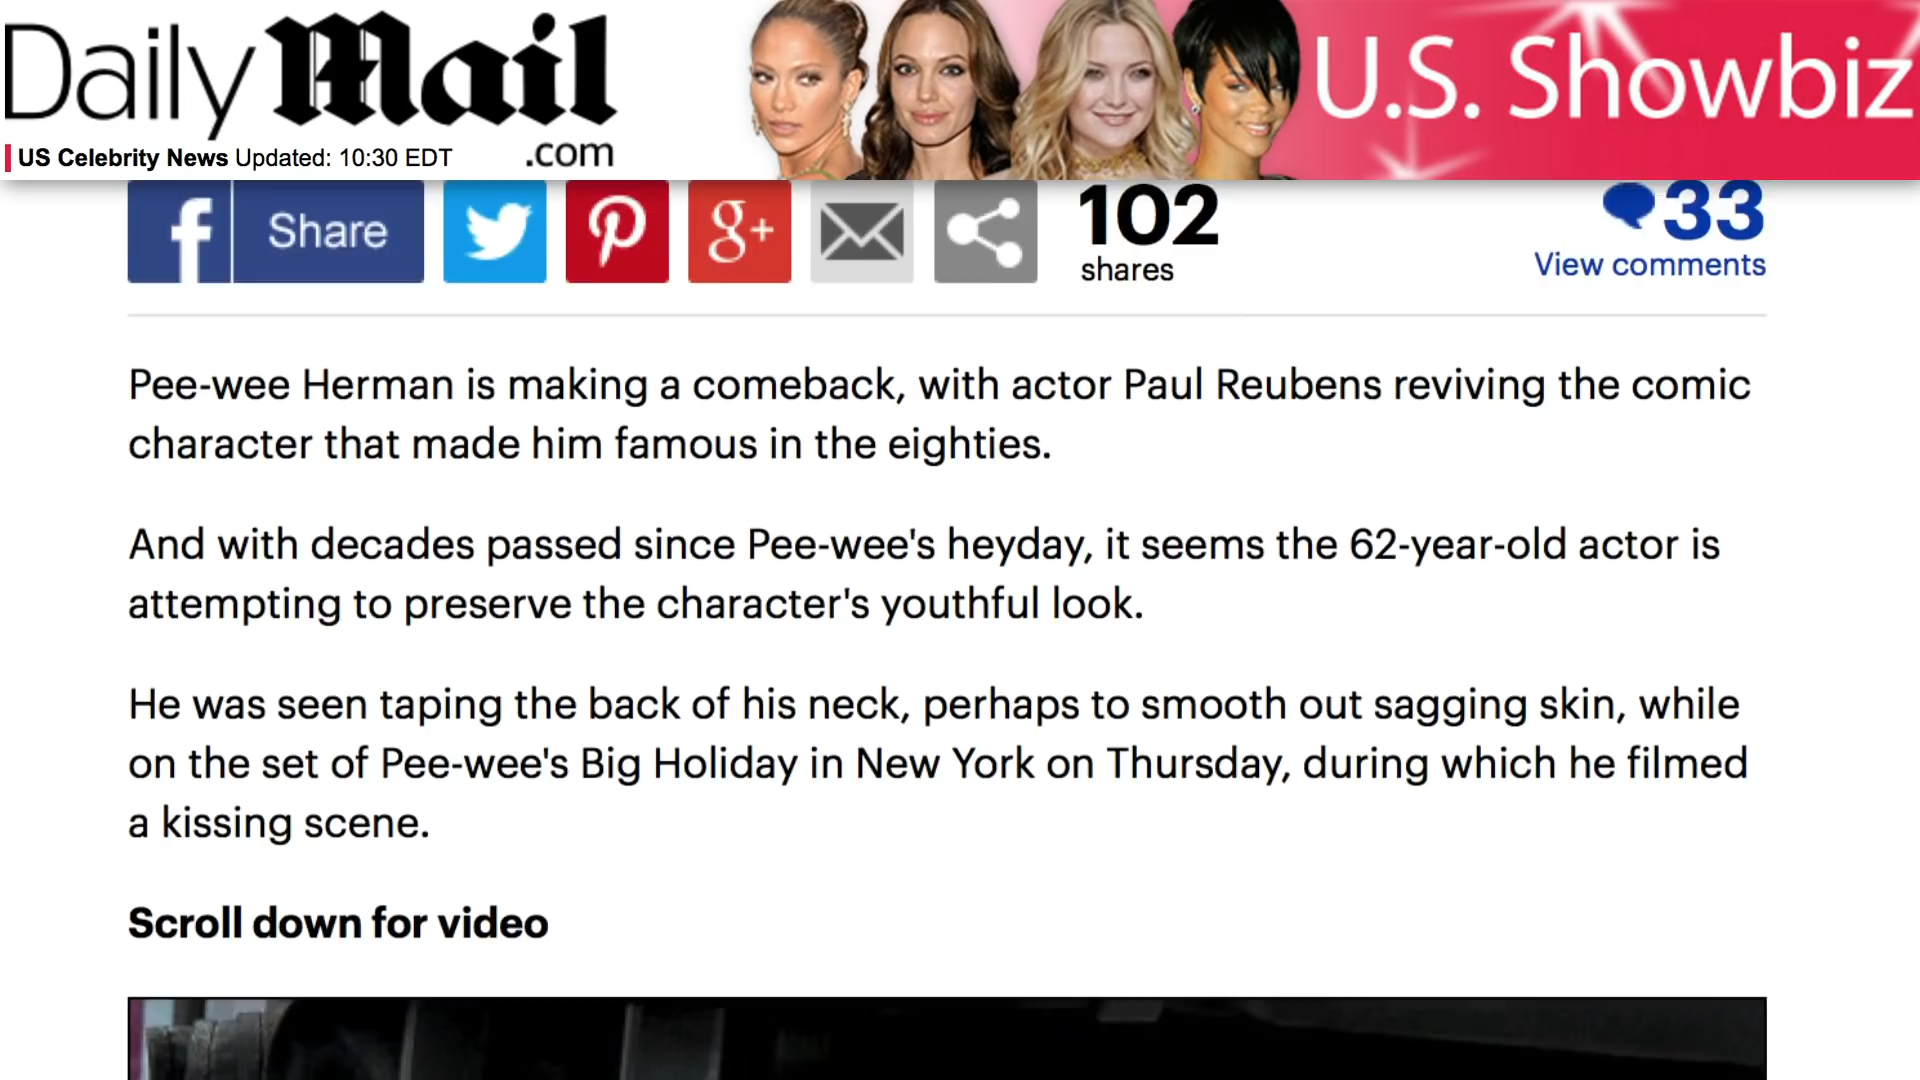 Daily Mail
.com
US Celebrity News Updated: 10:30 EDT
U.S. Showbiz
f Share
g+
102
shares
33
View comments
Pee-wee Herman is making a comeback, with actor Paul Reubens reviving the comic
character that made him famous in the eighties.
And with decades passed since Pee-wee's heyday, it seems the 62-year-old actor is
attempting to preserve the character's youthful look.
He was seen taping the back of his neck, perhaps to smooth out sagging skin, while
on the set of Pee-wee's Big Holiday in New York on Thursday, during which he filmed
a kissing scene.
Scroll down for video